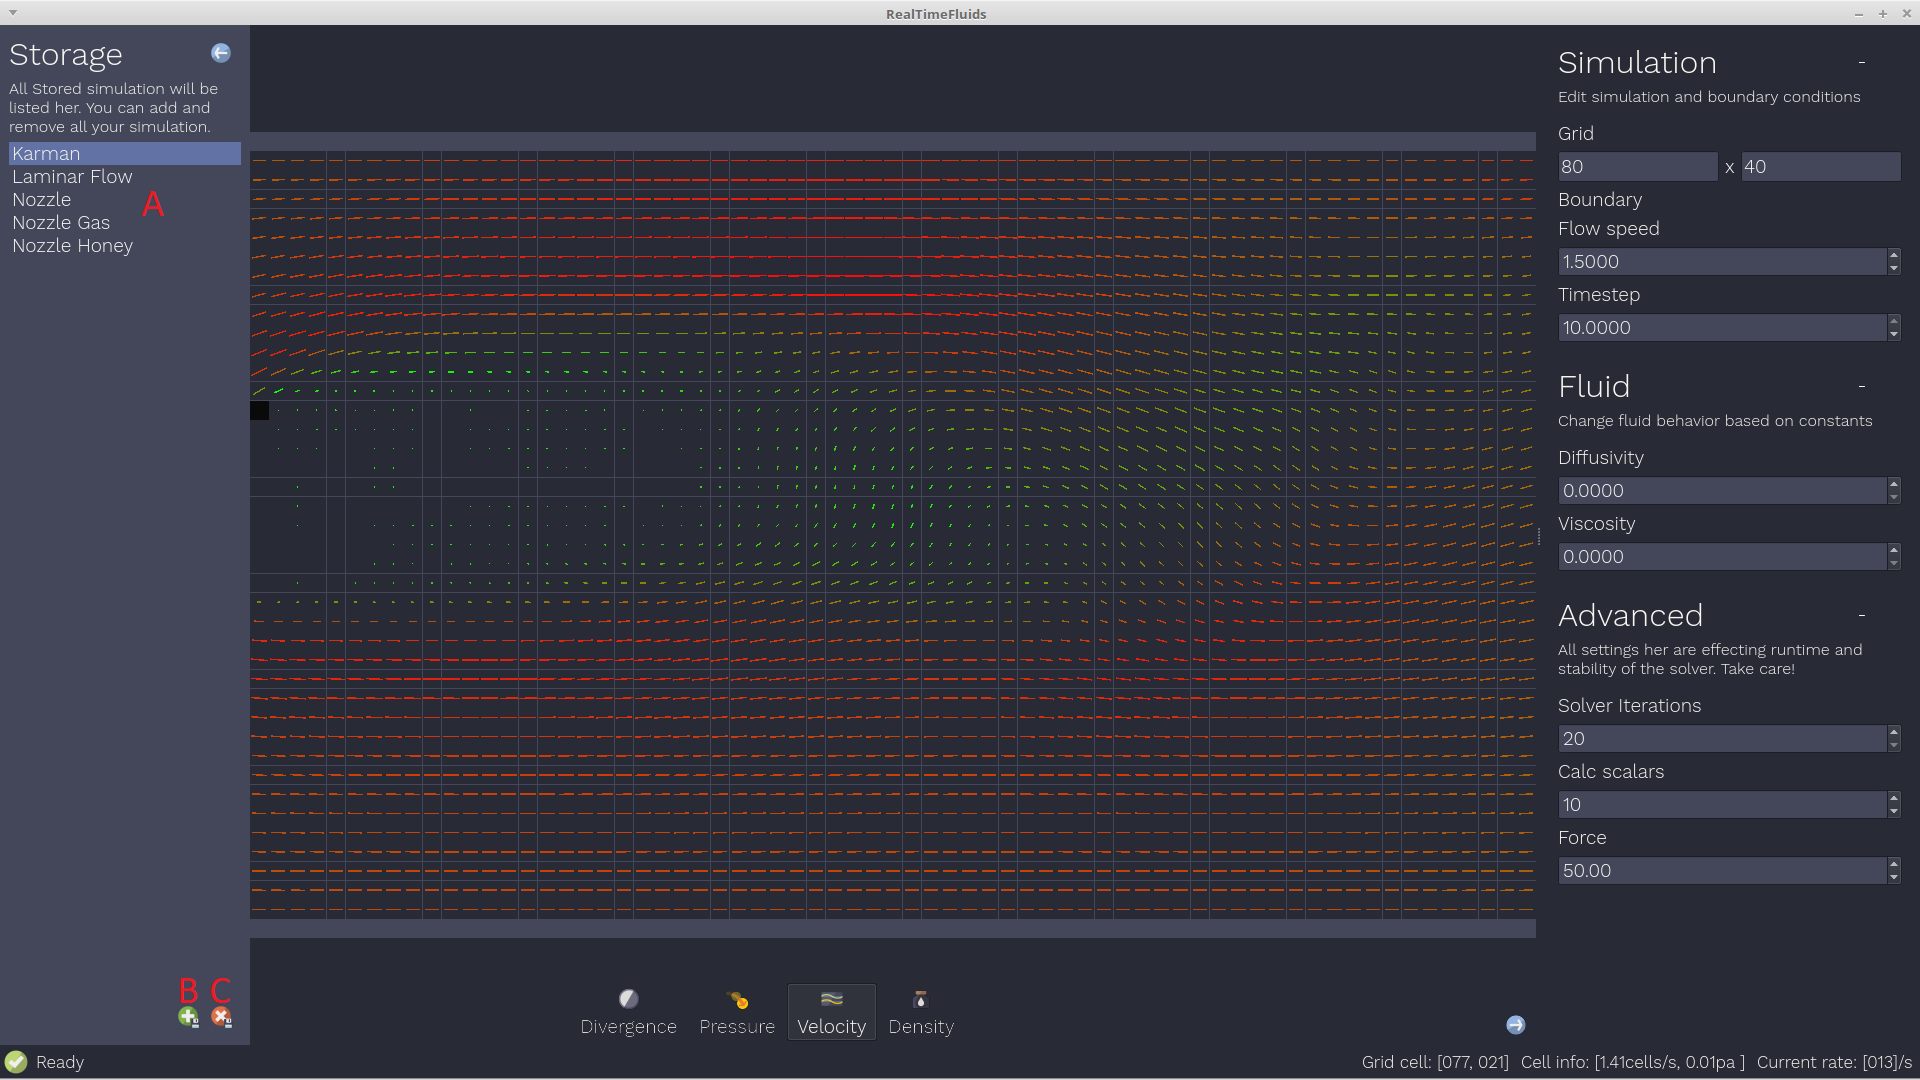 RealTimeFluids
Storage
All Stored simulation will be
listed her. You can add and
remove all your simulation.
Karman
Laminar Flow
Nozzle
A
Nozzle Gas
Nozzle Honey
B C
Divergence
Pressure
Velocity
Density
Simulation -
Edit simulation and boundary conditions
Grid
80 x 40
Boundary
Flow speed
1.5000
Timestep
10.0000
Fluid -
Change fluid behavior based on constants
Diffusivity
0.0000
Viscosity
0.0000
Advanced -
All settings her are effecting runtime and
stability of the solver. Take care!
Solver Iterations
20
Calc scalars
10
Force
50.00
Ready
Grid cell: [077, 021] Cell info: [1.41cells/s, 0.01pa ] Current rate: [013]/s